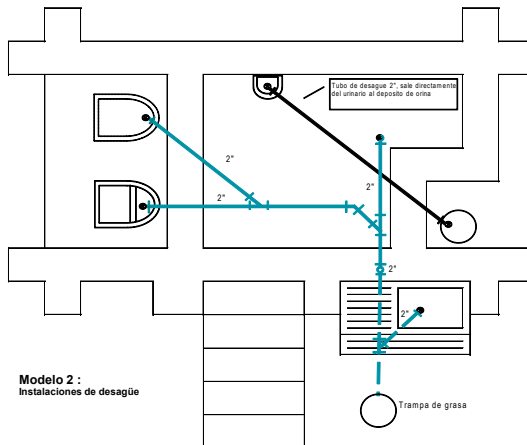 Tubo de desague 2", sale directamente
del urinario al deposito de orina
2"
2"
2"
2"
2"
Modelo 2 :
Instalaciones de desagüe
Trampa de grasa